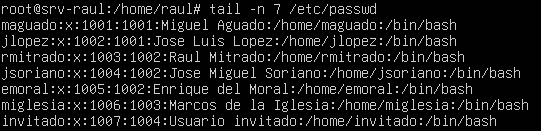 root@srv-raul:/home/raul# tail -n 7 /etc/passwd
maguado:x:1001:1001:Miguel Aguado:/home/maguado:/bin/bash
jlopez:x:1002:1001:Jose Luis Lopez:/home/jlopez:/bin/bash
rmitrado:x:1003:1002:Raul Mitrado:/home/rmitrado:/bin/bash
jsoriano:x:1004:1002:Jose Miguel Soriano:/home/jsoriano:/bin/bash
emoral:x:1005:1002:Enrique del Moral:/home/emoral:/bin/bash
miglesia:x:1006:1003:Marcos de la Iglesia:/home/miglesia:/bin/bash
invitado:x:1007:1004:Usuario invitado:/home/invitado:/bin/bash